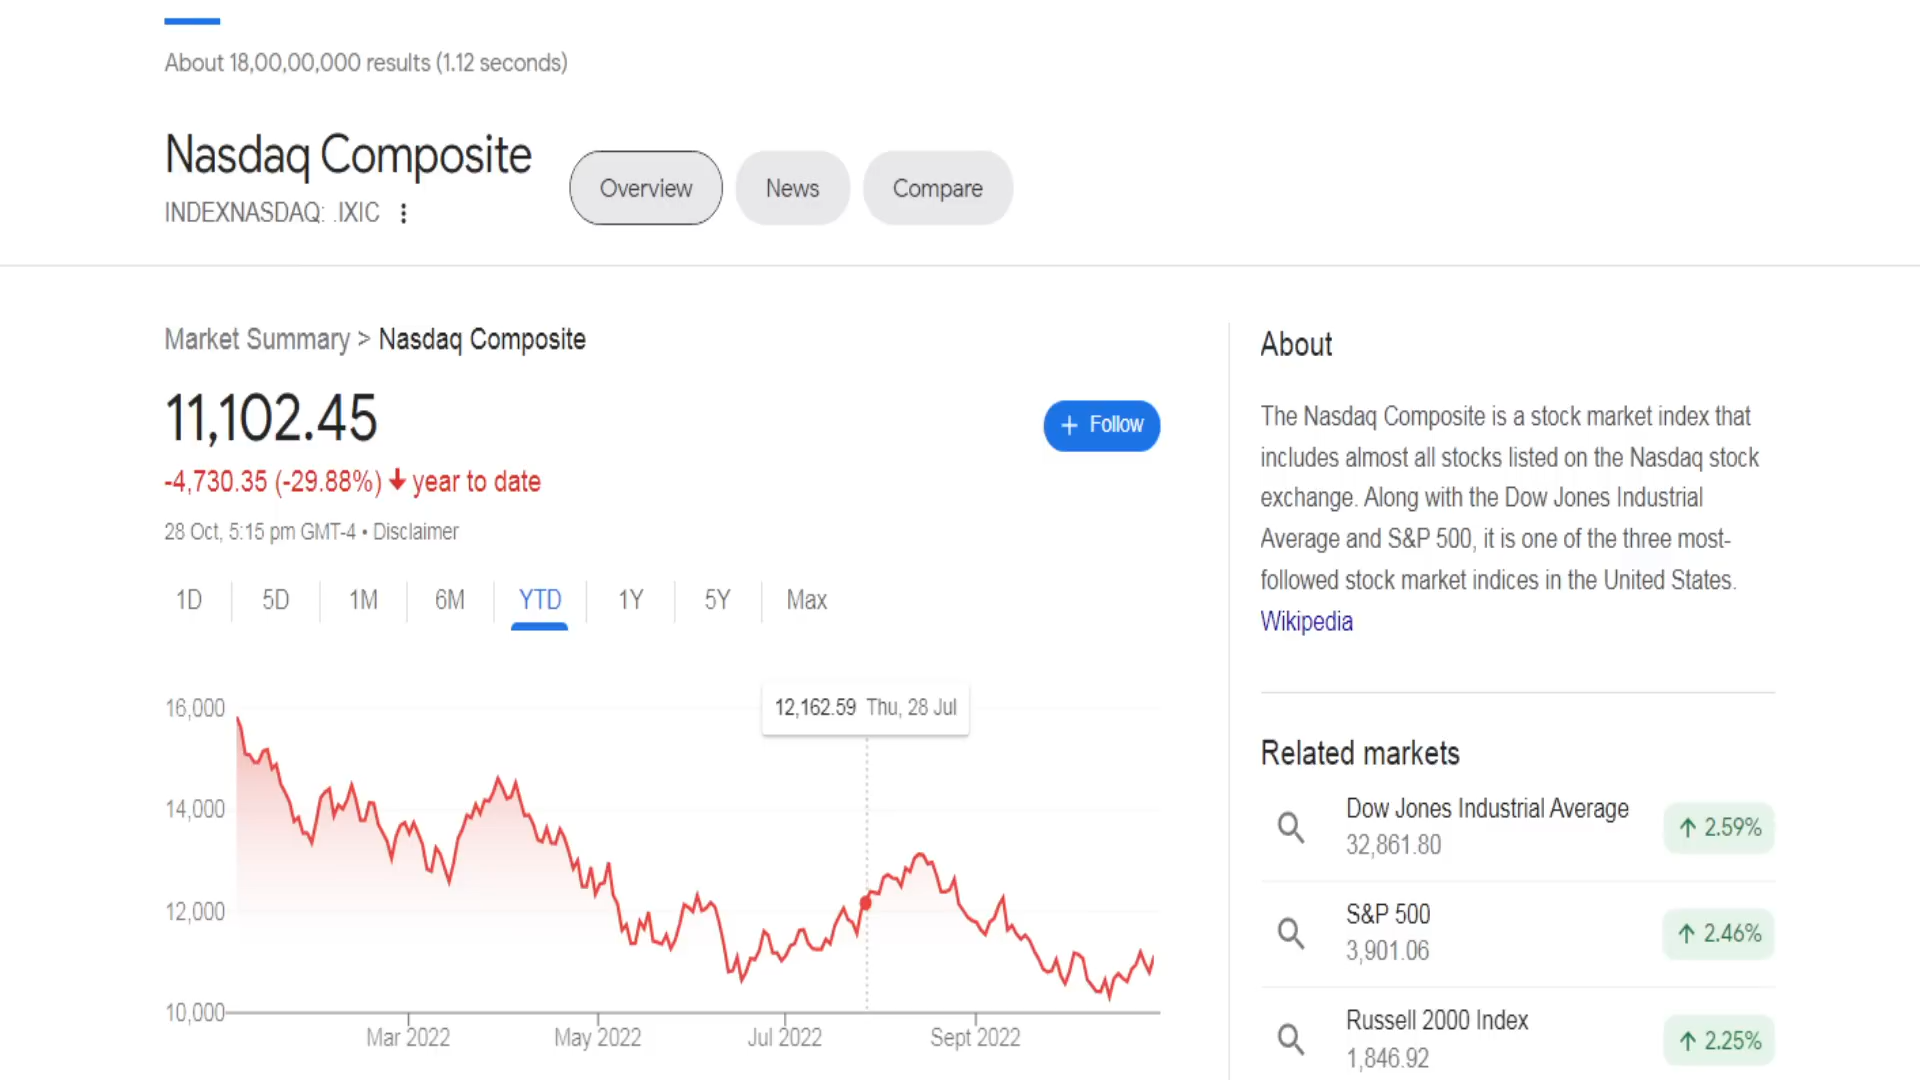 About 18,00,00,000 results (1.12 seconds)
Nasdaq Composite
INDEXNASDAQ: .IXIC
Overview
News
Compare
Market Summary > Nasdaq Composite
11,102.45
+ Follow
-4,730.35 (-29.88%) ↓ year to date
28 Oct, 5:15 pm GMT-4 • Disclaimer
1D
5D
1M
6M
YTD
1Y
5Y
Max
12,162.59 Thu, 28 Jul
16,000
14,000
12,000
10,000
Mar 2022
May 2022
Jul 2022
Sept 2022
About
The Nasdaq Composite is a stock market index that
includes almost all stocks listed on the Nasdaq stock
exchange. Along with the Dow Jones Industrial
Average and S&P 500, it is one of the three most-
followed stock market indices in the United States.
Wikipedia
Related markets
Dow Jones Industrial Average
32,861.80
↑ 2.59%
S&P 500
3,901.06
↑ 2.46%
Russell 2000 Index
1,846.92
↑ 2.25%